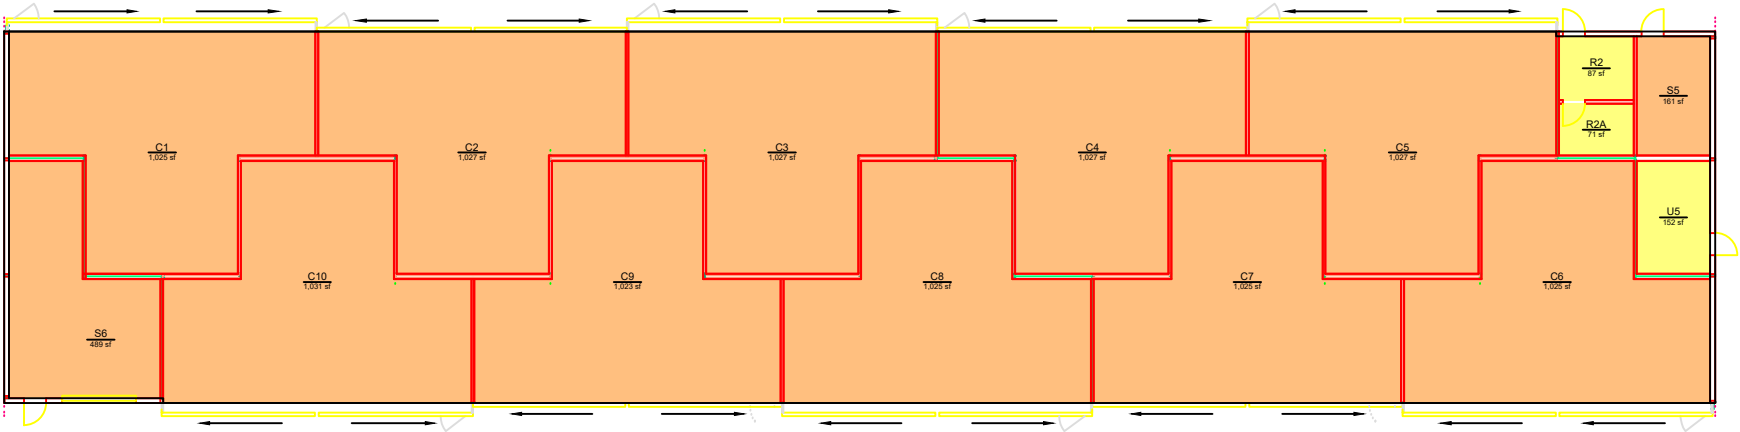 R2
87 sf
S5
161 sf
R2A
71 sf
C1
1,025 sf
C2
1,027 sf
C3
1,027 sf
C4
1,027 sf
C5
1,027 sf
U5
152 sf
C10
1,031 sf
C9
1,023 sf
C8
1,025 sf
C7
1,025 sf
C6
1,025 sf
S6
489 sf